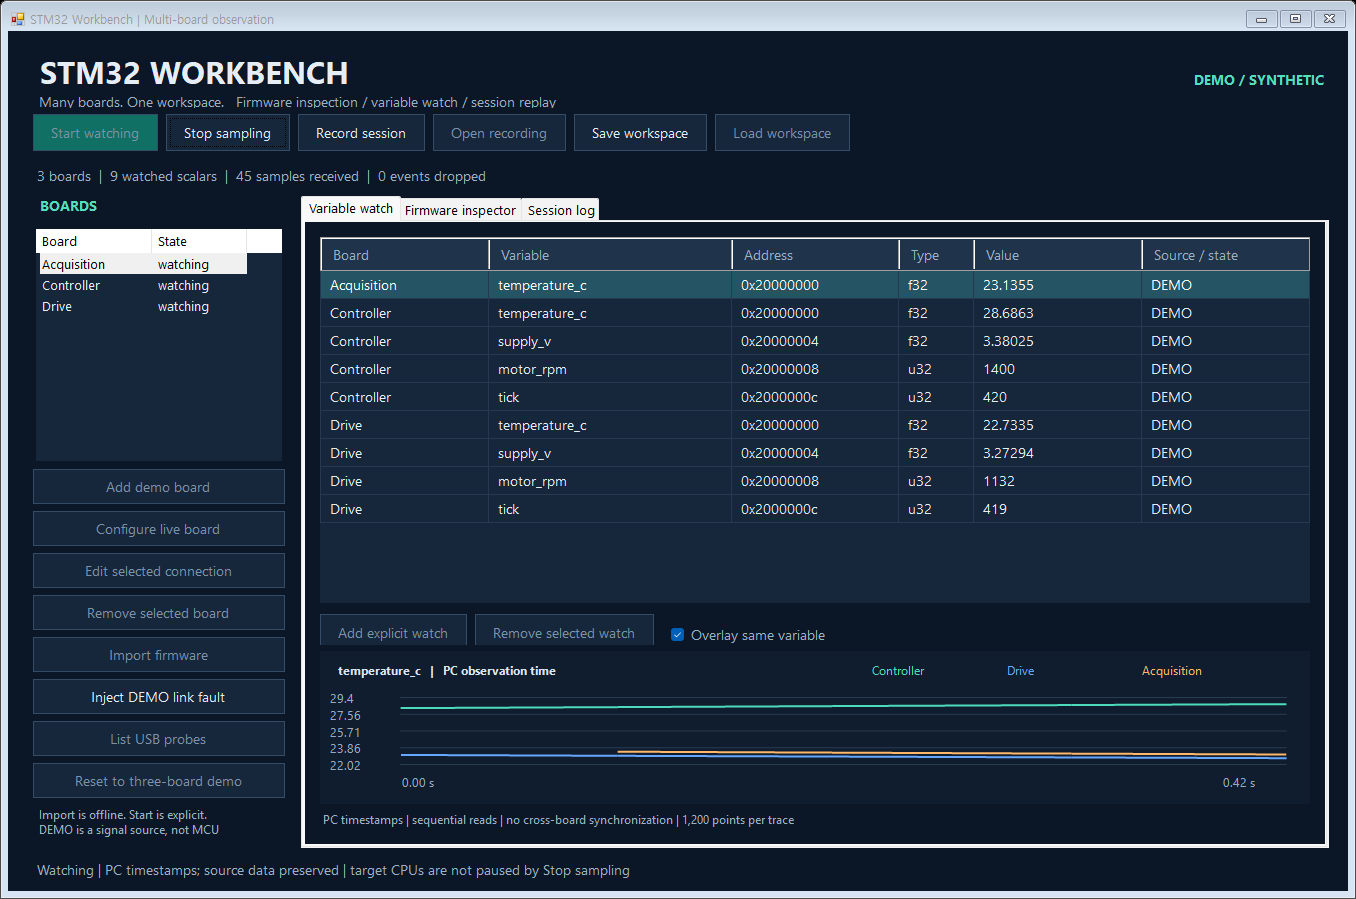 STM32 Workbench | Multi-board observation
STM32 WORKBENCH
DEMO / SYNTHETIC
Many boards. One workspace. Firmware inspection / variable watch / session replay
Start watching Stop sampling Record session Open recording Save workspace Load workspace
3 boards | 9 watched scalars | 45 samples received | 0 events dropped
BOARDS
Board State
Acquisition watching
Controller watching
Drive watching
Add demo board
Configure live board
Edit selected connection
Remove selected board
Import firmware
Inject DEMO link fault
List USB probes
Reset to three-board demo
Import is offline. Start is explicit.
DEMO is a signal source, not MCU
Variable watch Firmware inspector Session log
Board Variable Address Type Value Source / state
Acquisition temperature_c 0x20000000 f32 23.1355 DEMO
Controller temperature_c 0x20000000 f32 28.6863 DEMO
Controller supply_v 0x20000004 f32 3.38025 DEMO
Controller motor_rpm 0x20000008 u32 1400 DEMO
Controller tick 0x2000000c u32 420 DEMO
Drive temperature_c 0x20000000 f32 22.7335 DEMO
Drive supply_v 0x20000004 f32 3.27294 DEMO
Drive motor_rpm 0x20000008 u32 1132 DEMO
Drive tick 0x2000000c u32 419 DEMO
Add explicit watch Remove selected watch Overlay same variable
temperature_c | PC observation time Controller Drive Acquisition
29.4
27.56
25.71
23.86
22.02
0.00 s 0.42 s
PC timestamps | sequential reads | no cross-board synchronization | 1,200 points per trace
Watching | PC timestamps; source data preserved | target CPUs are not paused by Stop sampling